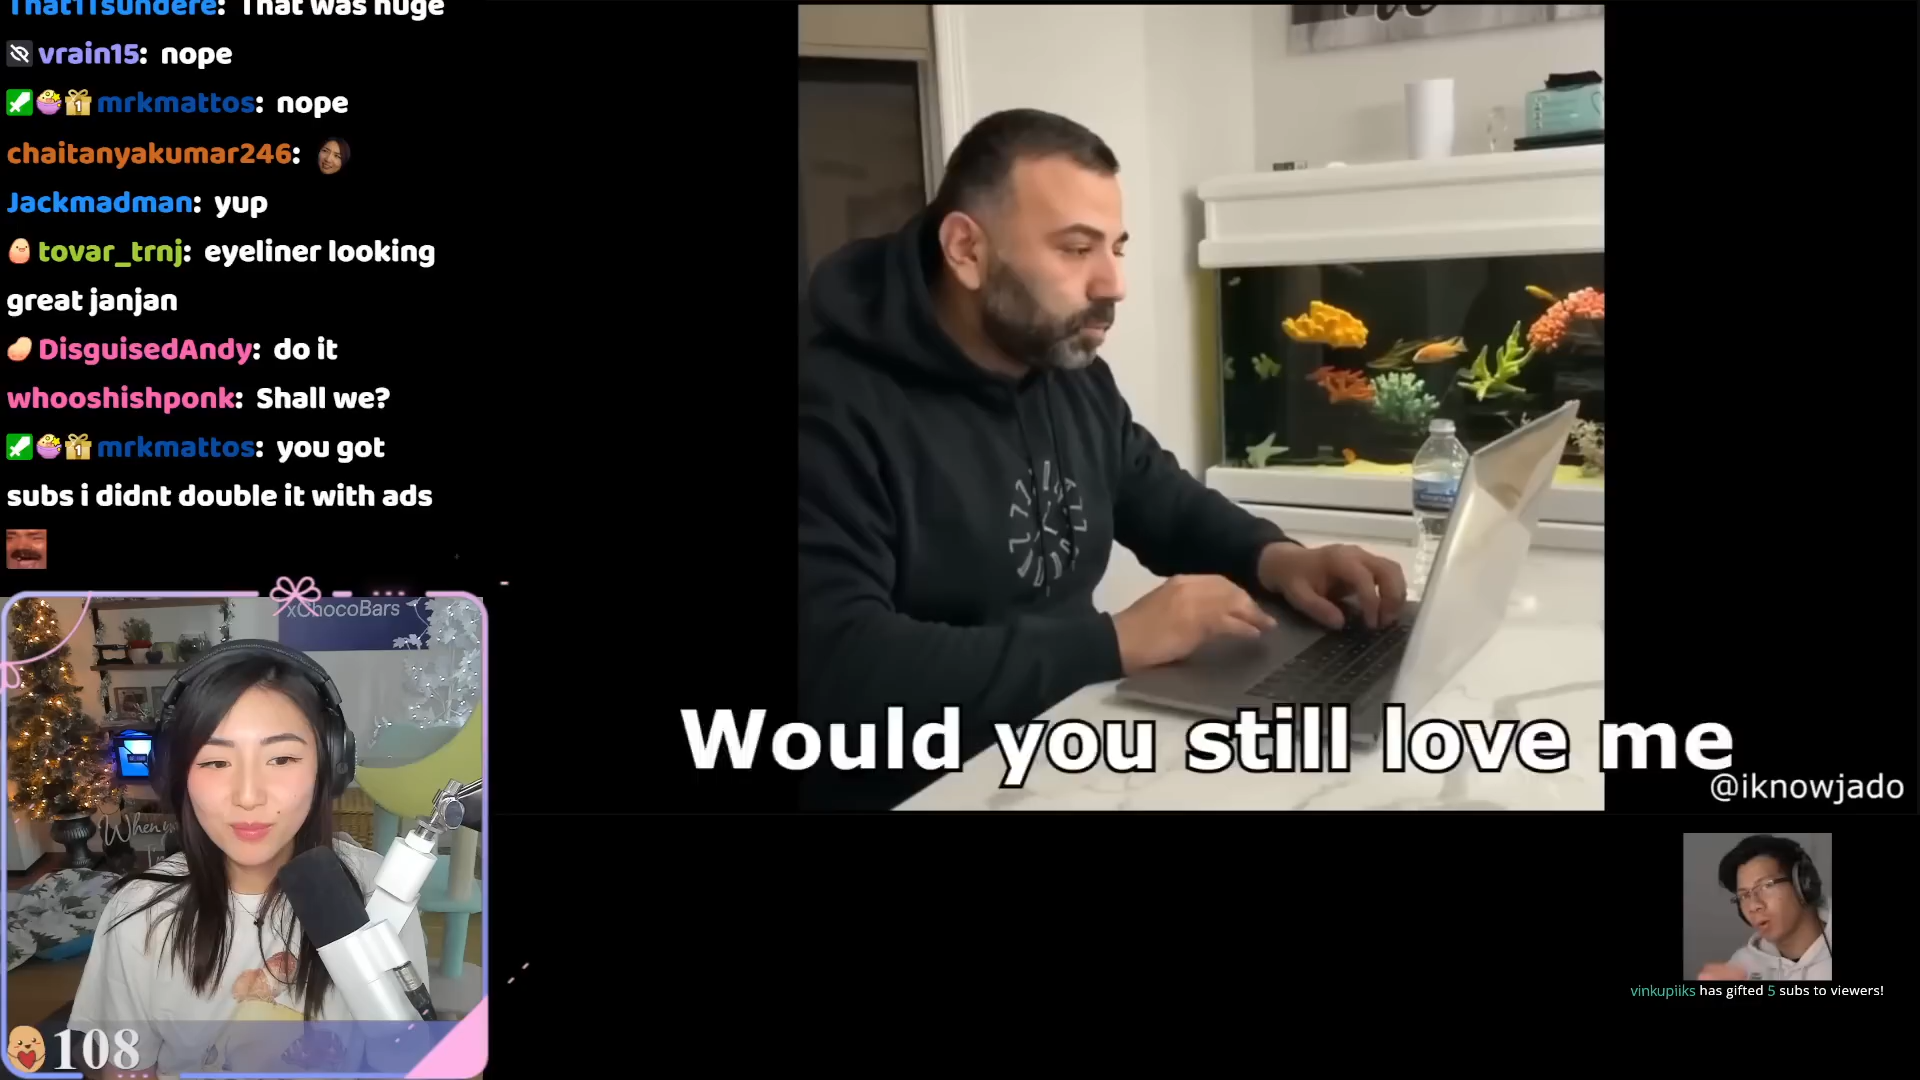 That1Tsundere: That was huge
vrain15: nope
mrkmattos: nope
chaitanyakumar246:
Jackmadman: yup
tovar_trnj: eyeliner looking
great janjan
DisguisedAndy: do it
whooshishponk: Shall we?
mrkmattos: you got
subs i didnt double it with ads
xChocoBars
When
108
Would you still love me
@iknowjado
vinkupiiks has gifted 5 subs to viewers!